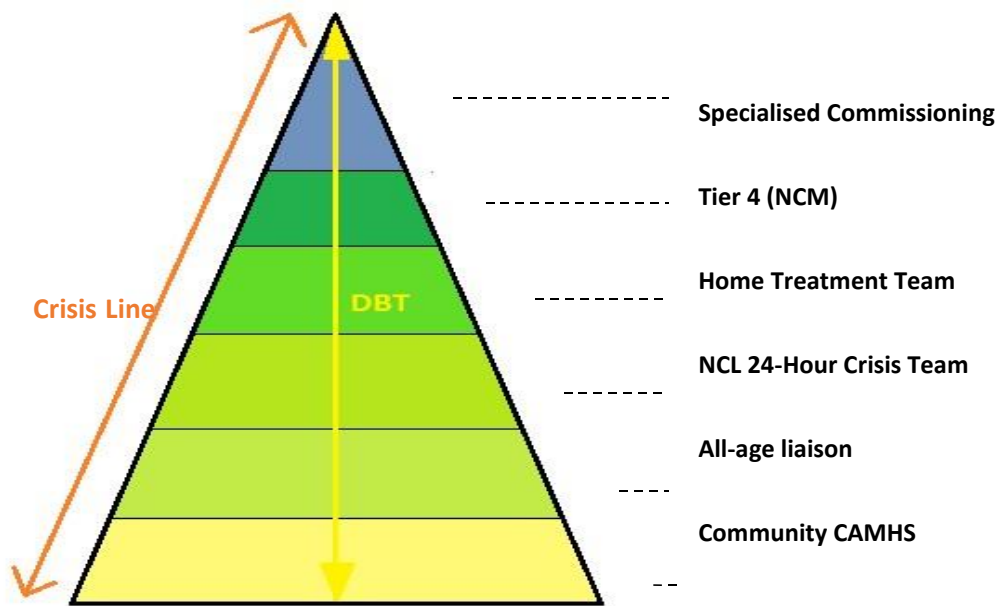 Specialised Commissioning
Tier 4 (NCM)
Home Treatment Team
Crisis Line
DBT
NCL 24-Hour Crisis Team
All-age liaison
Community CAMHS